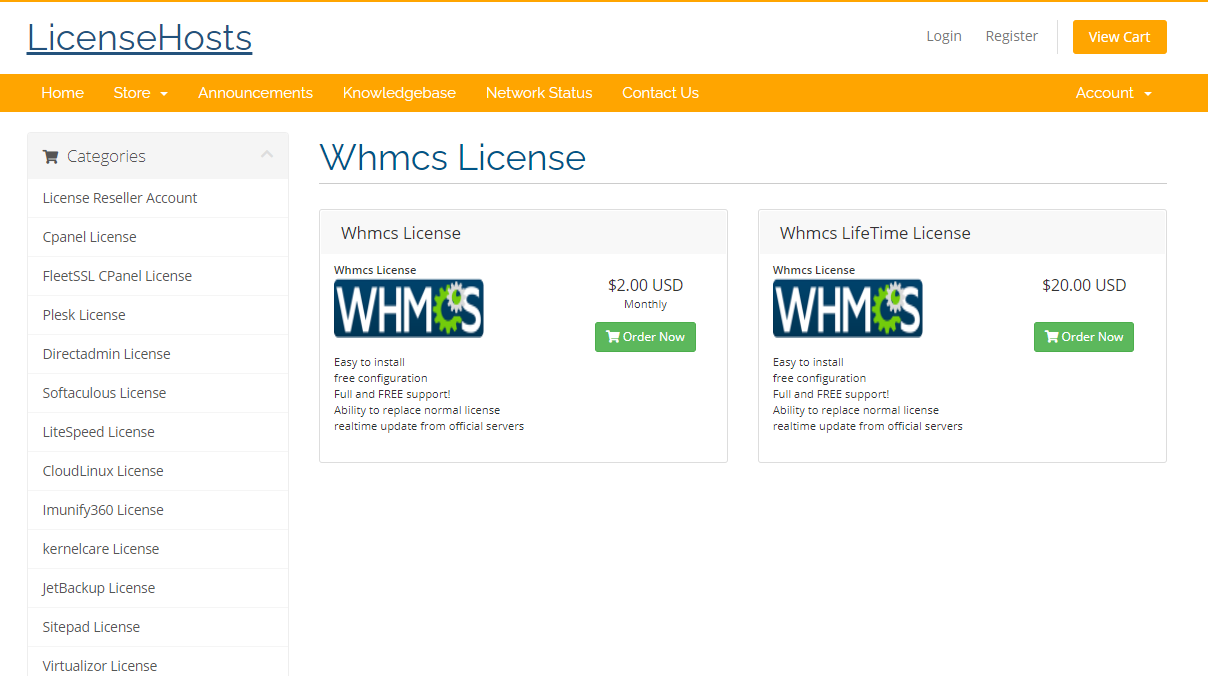 LicenseHosts
Login Register View Cart
Home Store Announcements Knowledgebase Network Status Contact Us Account
Categories
License Reseller Account
Cpanel License
FleetSSL CPanel License
Plesk License
Directadmin License
Softaculous License
LiteSpeed License
CloudLinux License
Imunify360 License
kernelcare License
JetBackup License
Sitepad License
Virtualizor License
Whmcs License
Whmcs License
Whmcs License
WHMCS
$2.00 USD
Monthly
Order Now
Easy to install
free configuration
Full and FREE support!
Ability to replace normal license
realtime update from official servers
Whmcs LifeTime License
Whmcs License
WHMCS
$20.00 USD
Order Now
Easy to install
free configuration
Full and FREE support!
Ability to replace normal license
realtime update from official servers